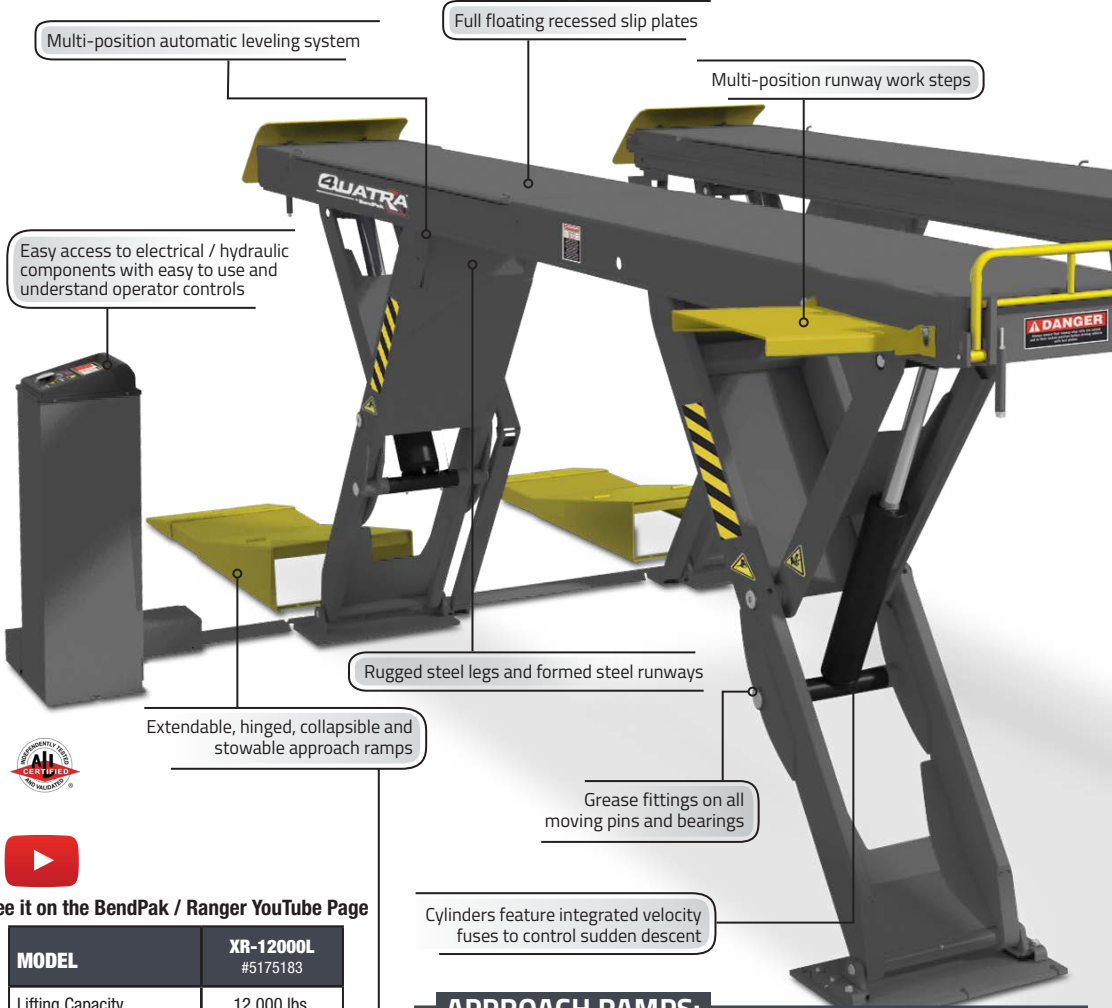 Full floating recessed slip plates
Multi-position automatic leveling system
Multi-position runway work steps
QUATRA
BendPak
Easy access to electrical / hydraulic
components with easy to use and
understand operator controls
DANGER
Rugged steel legs and formed steel runways
Extendable, hinged, collapsible and
stowable approach ramps
INDEPENDENTLY TESTED
ALI
CERTIFIED
AND VALIDATED
Grease fittings on all
moving pins and bearings
ee it on the BendPak / Ranger YouTube Page
Cylinders feature integrated velocity
fuses to control sudden descent
MODEL
XR-12000L
#5175183
Lifting Capacity
12,000 lbs
APPROACH RAMPS: